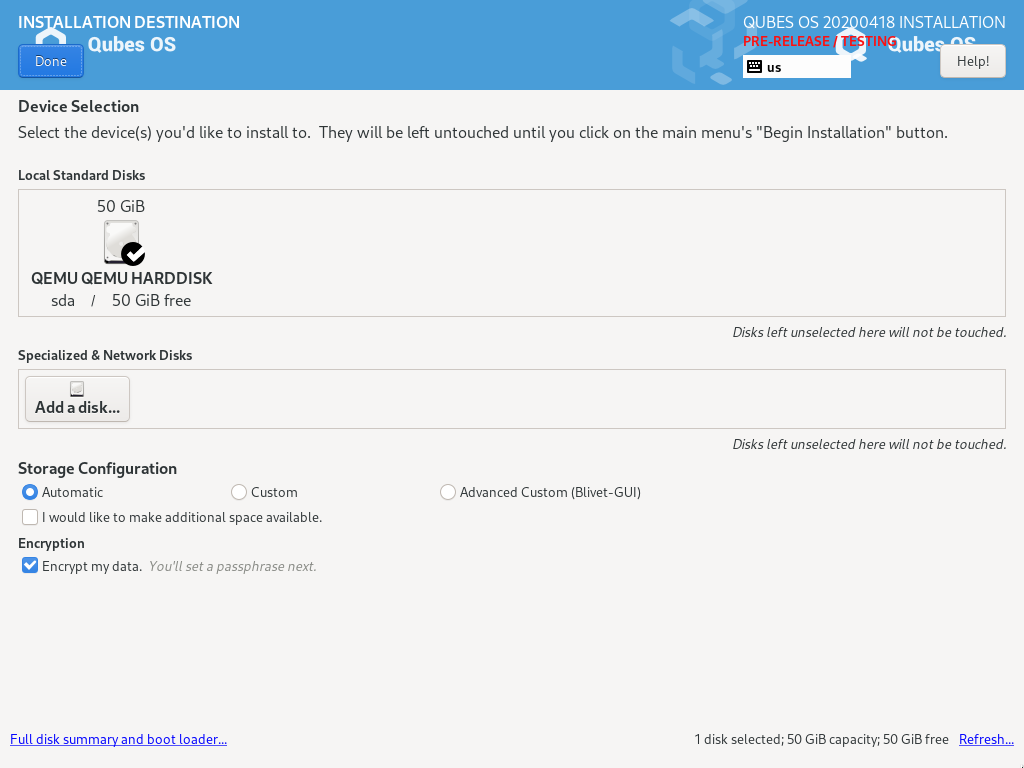 INSTALLATION DESTINATION
QUBES OS 20200418 INSTALLATION
PRE-RELEASE / TESTING
Qubes OS
Qubes OS
Done
us
Help!
Device Selection
Select the device(s) you'd like to install to.  They will be left untouched until you click on the main menu's "Begin Installation" button.
Local Standard Disks
50 GiB
QEMU QEMU HARDDISK
sda / 50 GiB free
Disks left unselected here will not be touched.
Specialized & Network Disks
Add a disk...
Disks left unselected here will not be touched.
Storage Configuration
Automatic Custom Advanced Custom (Blivet-GUI)
I would like to make additional space available.
Encryption
Encrypt my data. You'll set a passphrase next.
Full disk summary and boot loader... 1 disk selected; 50 GiB capacity; 50 GiB free Refresh...